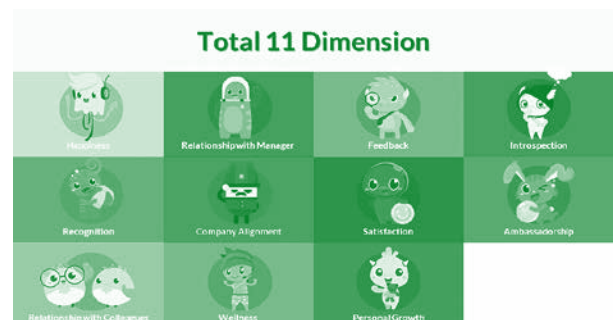 Total 11 Dimension
Happiness
Relationship with Manager
Feedback
Introspection
Recognition
Company Alignment
Satisfaction
Ambassadorship
Relationship with Colleagues
Wellness
Personal Growth